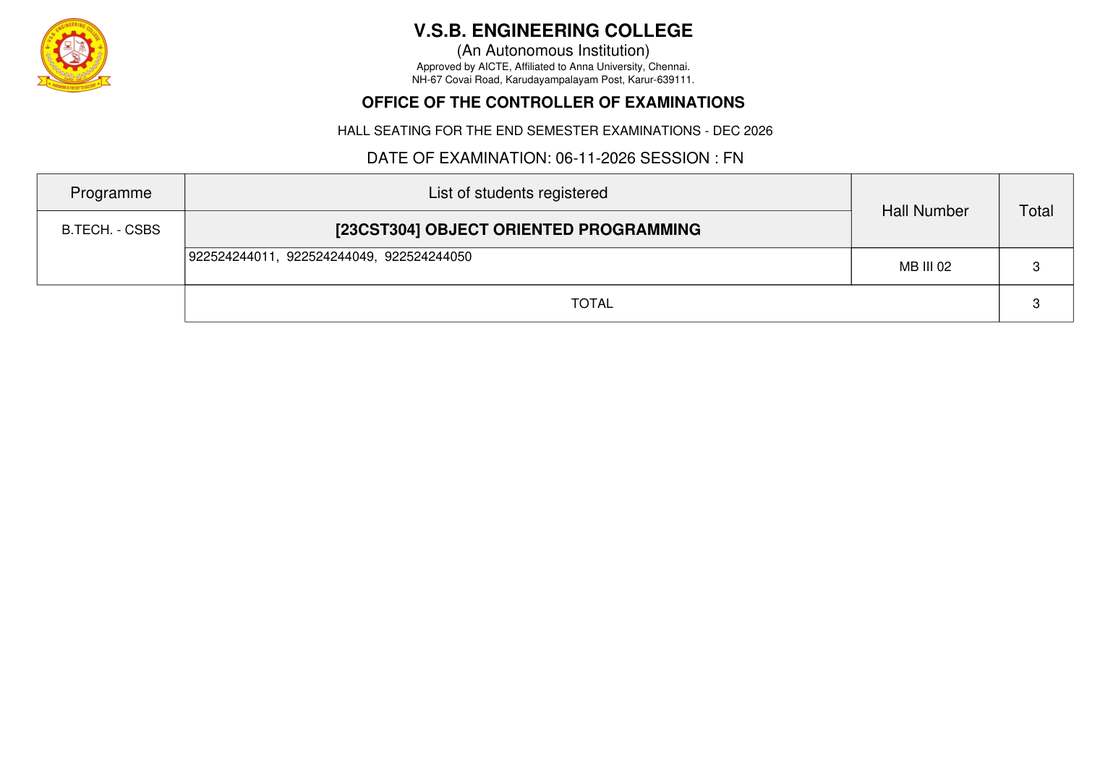 V.S.B. ENGINEERING COLLEGE
(An Autonomous Institution)
Approved by AICTE, Affiliated to Anna University, Chennai.
NH-67 Covai Road, Karudayampalayam Post, Karur-639111.
OFFICE OF THE CONTROLLER OF EXAMINATIONS
HALL SEATING FOR THE END SEMESTER EXAMINATIONS - DEC 2026
DATE OF EXAMINATION: 06-11-2026 SESSION : FN
Programme List of students registered Hall Number Total
B.TECH. - CSBS [23CST304] OBJECT ORIENTED PROGRAMMING
922524244011, 922524244049, 922524244050 MB III 02 3
TOTAL 3